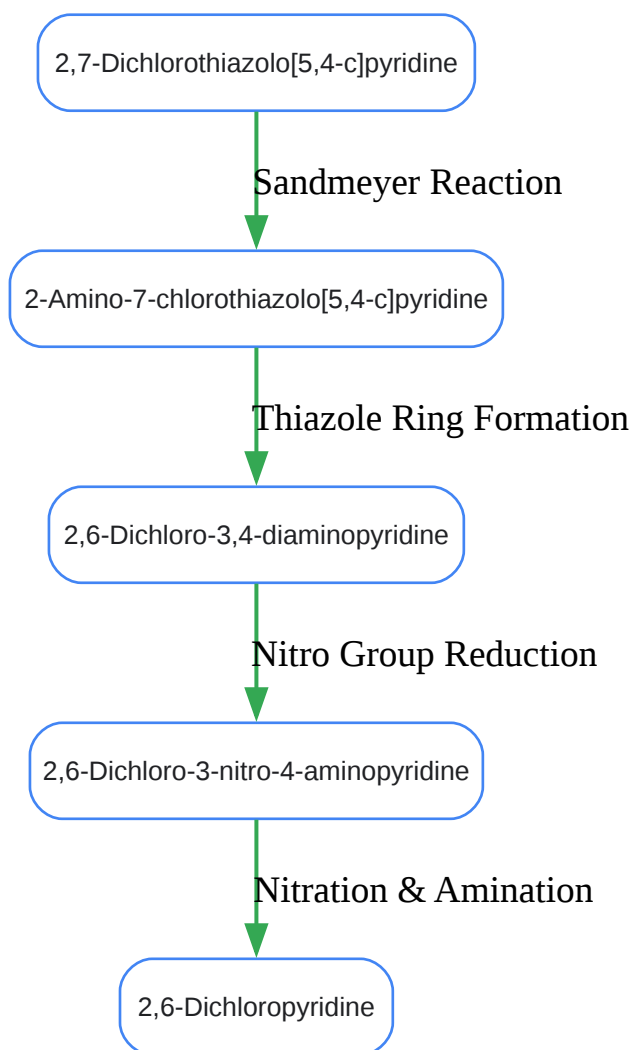 2,7-Dichlorothiazolo[5,4-c]pyridine
Sandmeyer Reaction
2-Amino-7-chlorothiazolo[5,4-c]pyridine
Thiazole Ring Formation
2,6-Dichloro-3,4-diaminopyridine
Nitro Group Reduction
2,6-Dichloro-3-nitro-4-aminopyridine
Nitration & Amination
2,6-Dichloropyridine